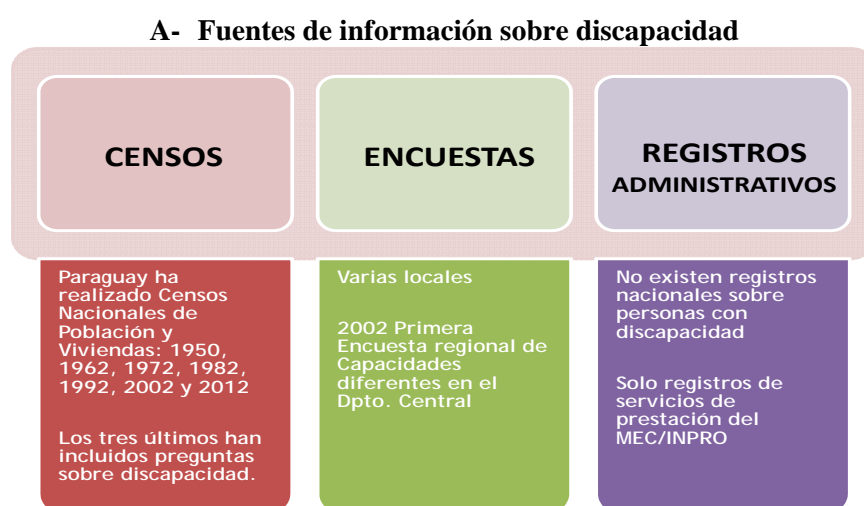 A- Fuentes de información sobre discapacidad
CENSOS
Paraguay ha
realizado Censos
Nacionales de
Población y
Viviendas: 1950,
1962, 1972, 1982,
1992, 2002 y 2012
Los tres últimos han
incluidos preguntas
sobre discapacidad.
ENCUESTAS
Varias locales
2002 Primera
Encuesta regional de
Capacidades
diferentes en el
Dpto. Central
REGISTROS
ADMINISTRATIVOS
No existen registros
nacionales sobre
personas con
discapacidad
Solo registros de
servicios de
prestación del
MEC/INPRO